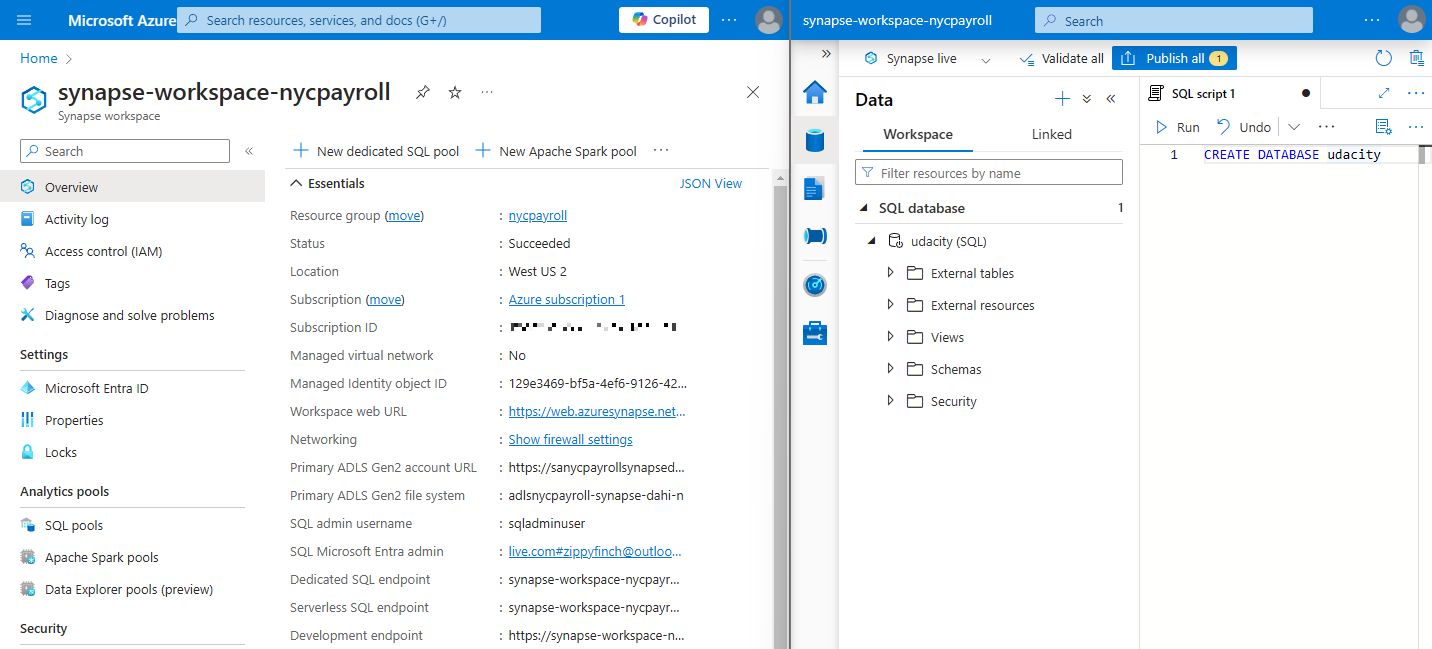 Microsoft Azure
Search resources, services, and docs (G+/)
Copilot
Home
synapse-workspace-nycpayroll
Synapse workspace
Search
New dedicated SQL pool
New Apache Spark pool
Overview
Activity log
Access control (IAM)
Tags
Diagnose and solve problems
Settings
Microsoft Entra ID
Properties
Locks
Analytics pools
SQL pools
Apache Spark pools
Data Explorer pools (preview)
Security
Essentials
JSON View
Resource group (move) : nycpayroll
Status : Succeeded
Location : West US 2
Subscription (move) : Azure subscription 1
Subscription ID :
Managed virtual network : No
Managed Identity object ID : 129e3469-bf5a-4ef6-9126-42...
Workspace web URL : https://web.azuresynapse.net...
Networking : Show firewall settings
Primary ADLS Gen2 account URL : https://sanycpayrollsynapsed...
Primary ADLS Gen2 file system : adlsnycpayroll-synapse-dahi-n
SQL admin username : sqladminuser
SQL Microsoft Entra admin : live.com#zippyfinch@outloo...
Dedicated SQL endpoint : synapse-workspace-nycpayr...
Serverless SQL endpoint : synapse-workspace-nycpayr...
Development endpoint : https://synapse-workspace-n...
synapse-workspace-nycpayroll
Search
Synapse live
Validate all
Publish all 1
Data
Workspace
Linked
Filter resources by name
SQL database 1
udacity (SQL)
External tables
External resources
Views
Schemas
Security
SQL script 1
Run
Undo
1 CREATE DATABASE udacity